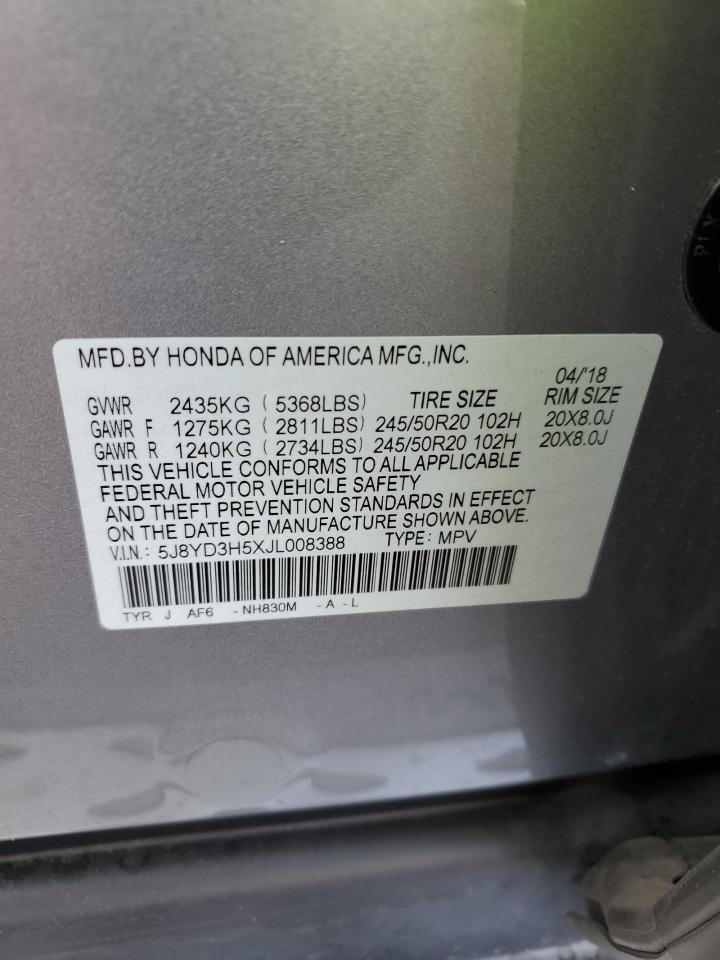 MFD.BY HONDA OF AMERICA MFG.,INC.
04/'18
GVWR 2435KG ( 5368LBS) TIRE SIZE RIM SIZE
GAWR F 1275KG ( 2811LBS) 245/50R20 102H 20X8.0J
GAWR R 1240KG ( 2734LBS) 245/50R20 102H 20X8.0J
THIS VEHICLE CONFORMS TO ALL APPLICABLE
FEDERAL MOTOR VEHICLE SAFETY
AND THEFT PREVENTION STANDARDS IN EFFECT
ON THE DATE OF MANUFACTURE SHOWN ABOVE.
V.I.N.: 5J8YD3H5XJL008388 TYPE: MPV
TYR J AF6 -NH830M -A -L
PLX